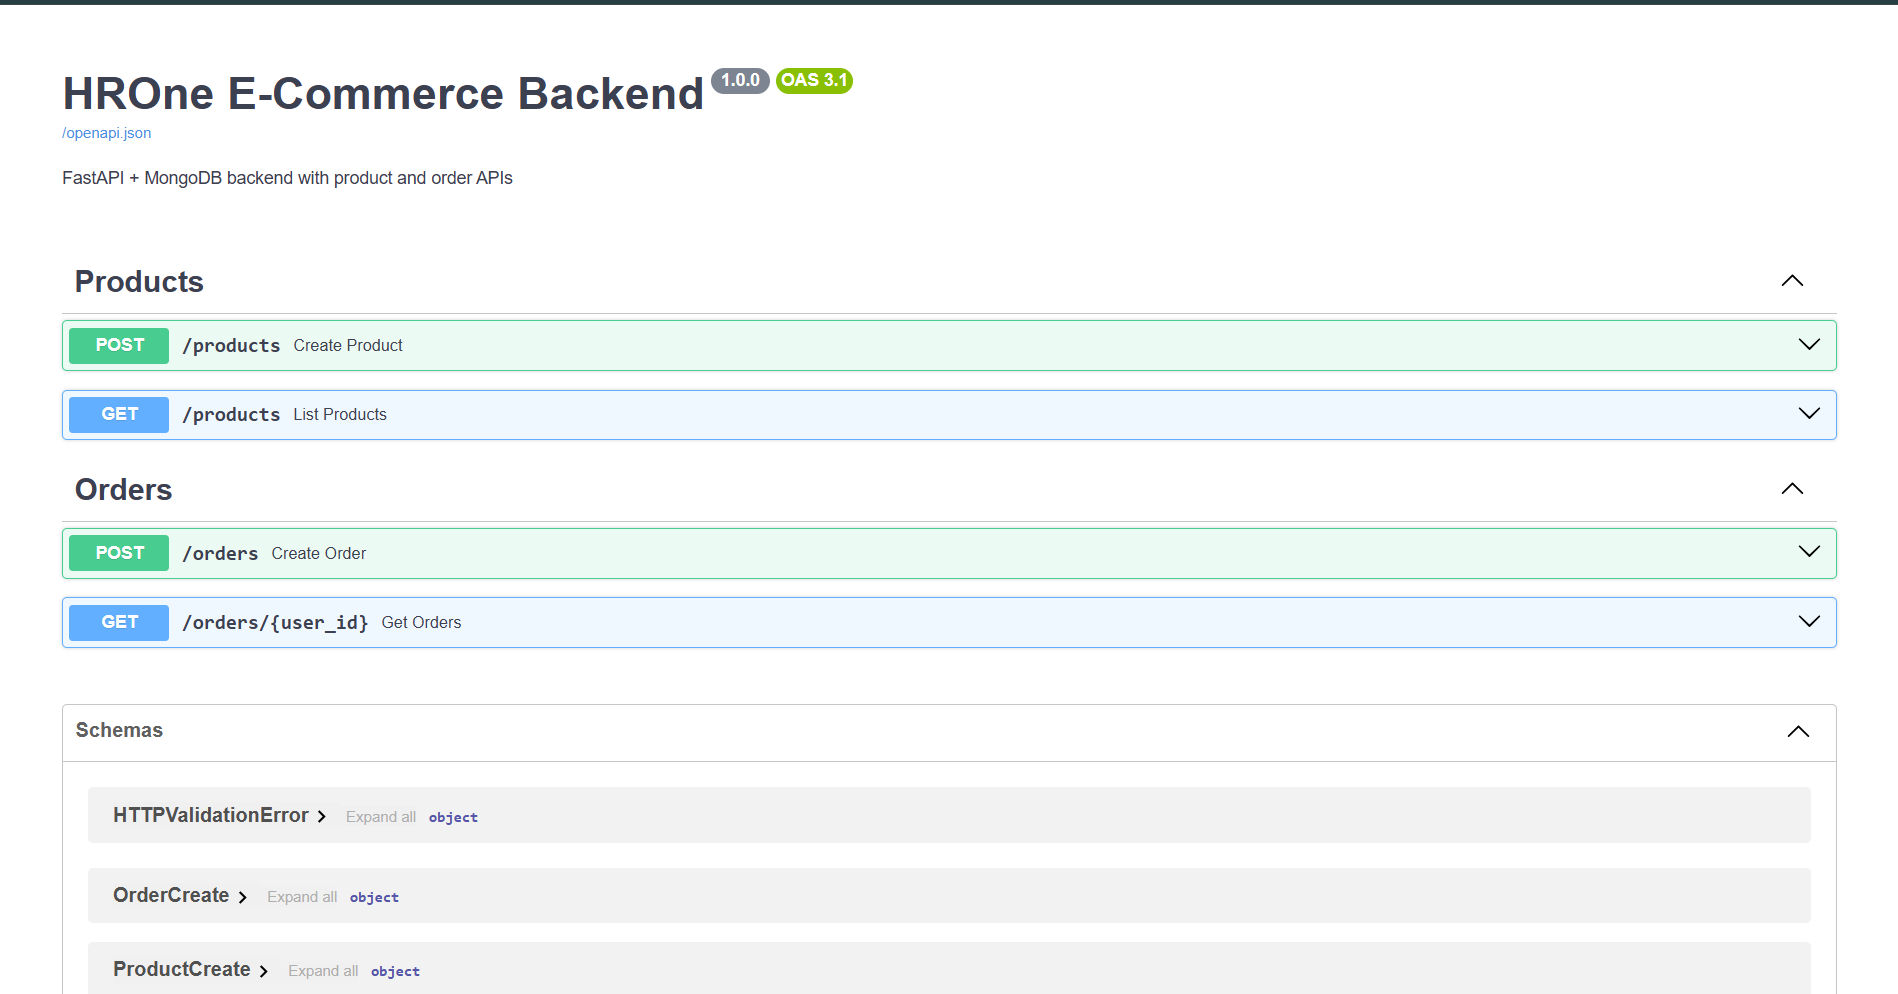 HROne E-Commerce Backend 1.0.0 OAS 3.1
/openapi.json
FastAPI + MongoDB backend with product and order APIs
Products
POST /products Create Product
GET /products List Products
Orders
POST /orders Create Order
GET /orders/{user_id} Get Orders
Schemas
HTTPValidationError Expand all object
OrderCreate Expand all object
ProductCreate Expand all object